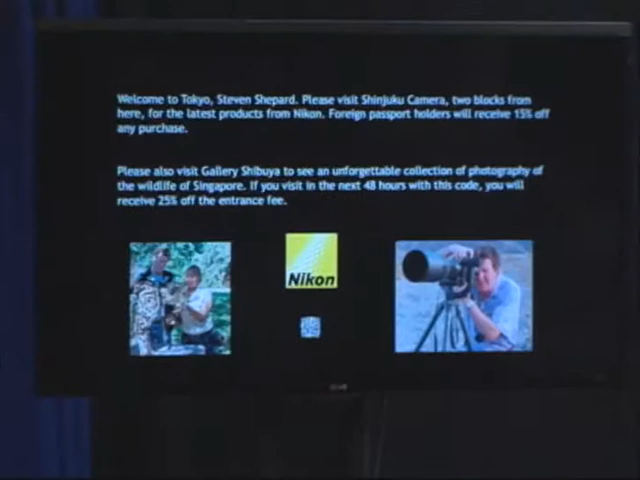 Welcome to Tokyo, Steven Shepard. Please visit Shinjuku Camera, two blocks from
here, for the latest products from Nikon. Foreign passport holders will receive 15% off
any purchase.
Please also visit Gallery Shibuya to see an unforgettable collection of photography of
the wildlife of Singapore. If you visit in the next 48 hours with this code, you will
receive 25% off the entrance fee.
Nikon